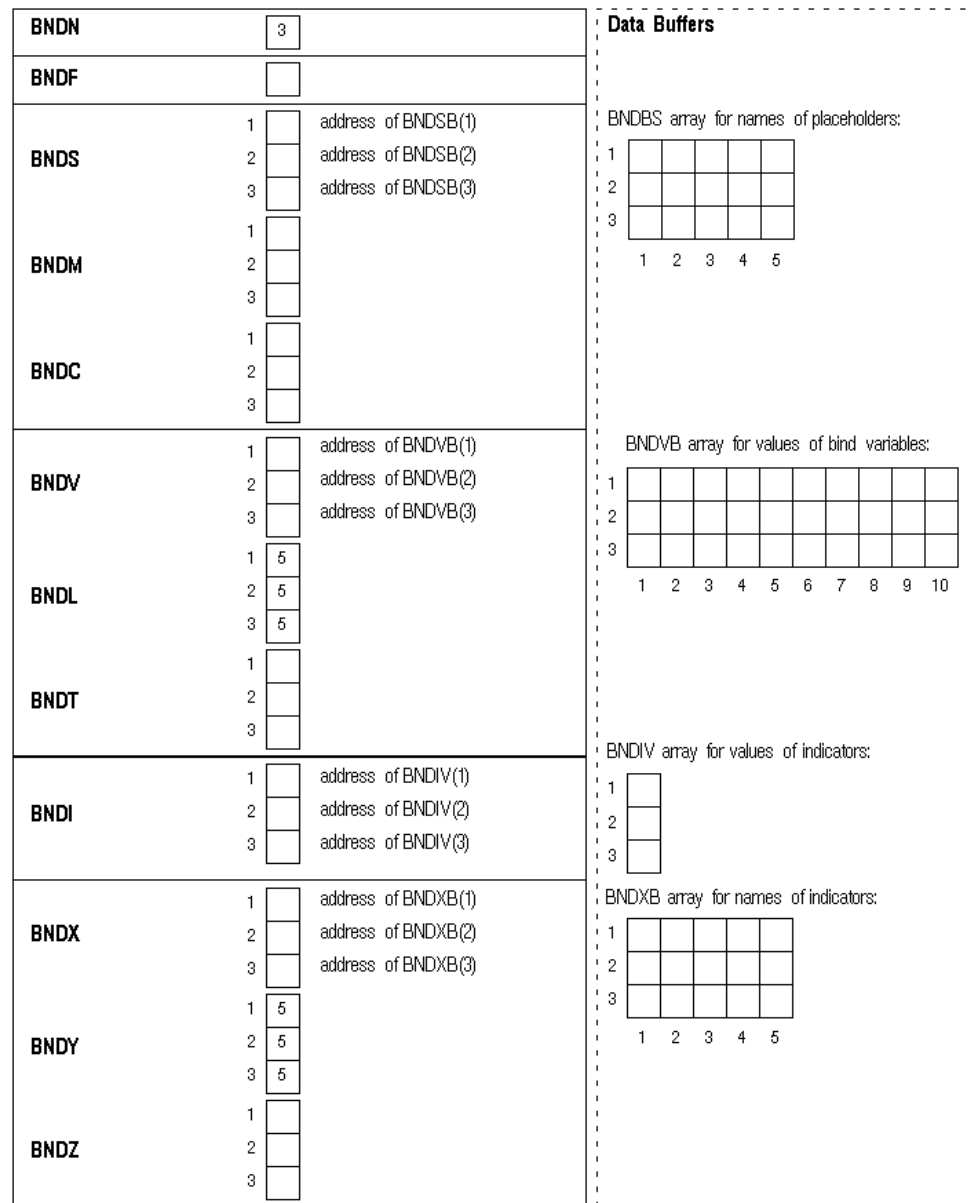 BNDN 3
BNDF
BNDS
1 address of BNDSB(1)
2 address of BNDSB(2)
3 address of BNDSB(3)
BNDM
1
2
3
BNDC
1
2
3
BNDV
1 address of BNDVB(1)
2 address of BNDVB(2)
3 address of BNDVB(3)
BNDL
1 5
2 5
3 5
BNDT
1
2
3
BNDI
1 address of BNDIV(1)
2 address of BNDIV(2)
3 address of BNDIV(3)
BNDX
1 address of BNDXB(1)
2 address of BNDXB(2)
3 address of BNDXB(3)
BNDY
1 5
2 5
3 5
BNDZ
1
2
3
Data Buffers
BNDBS array for names of placeholders:
1
2
3
1 2 3 4 5
BNDVB array for values of bind variables:
1
2
3
1 2 3 4 5 6 7 8 9 10
BNDIV array for values of indicators:
1
2
3
BNDXB array for names of indicators:
1
2
3
1 2 3 4 5